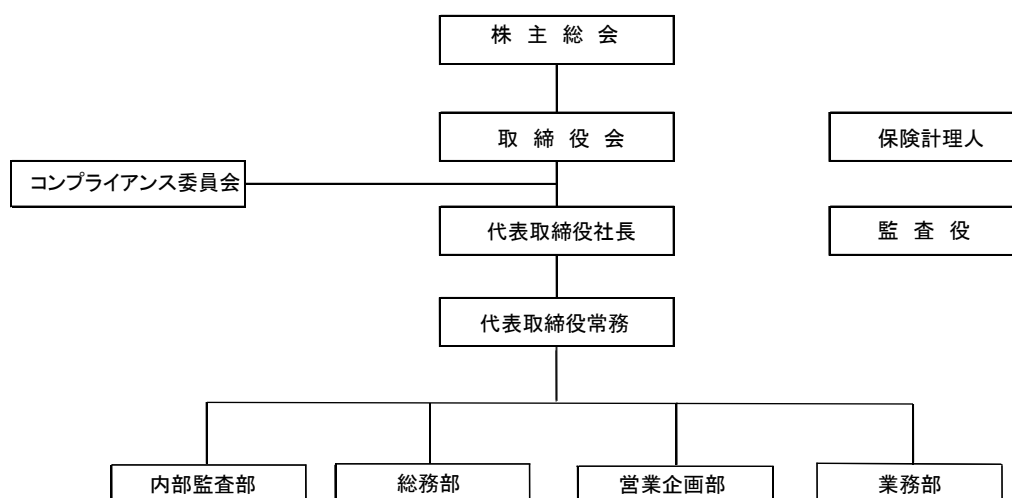 株 主 総 会
取 締 役 会
保険計理人
コンプライアンス委員会
代表取締役社長
監 査 役
代表取締役常務
内部監査部
総務部
営業企画部
業務部